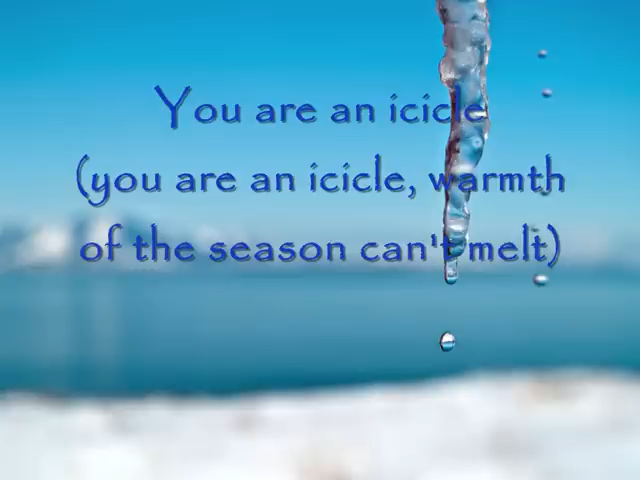 You are an icicle
(you are an icicle, warmth
of the season can't melt)